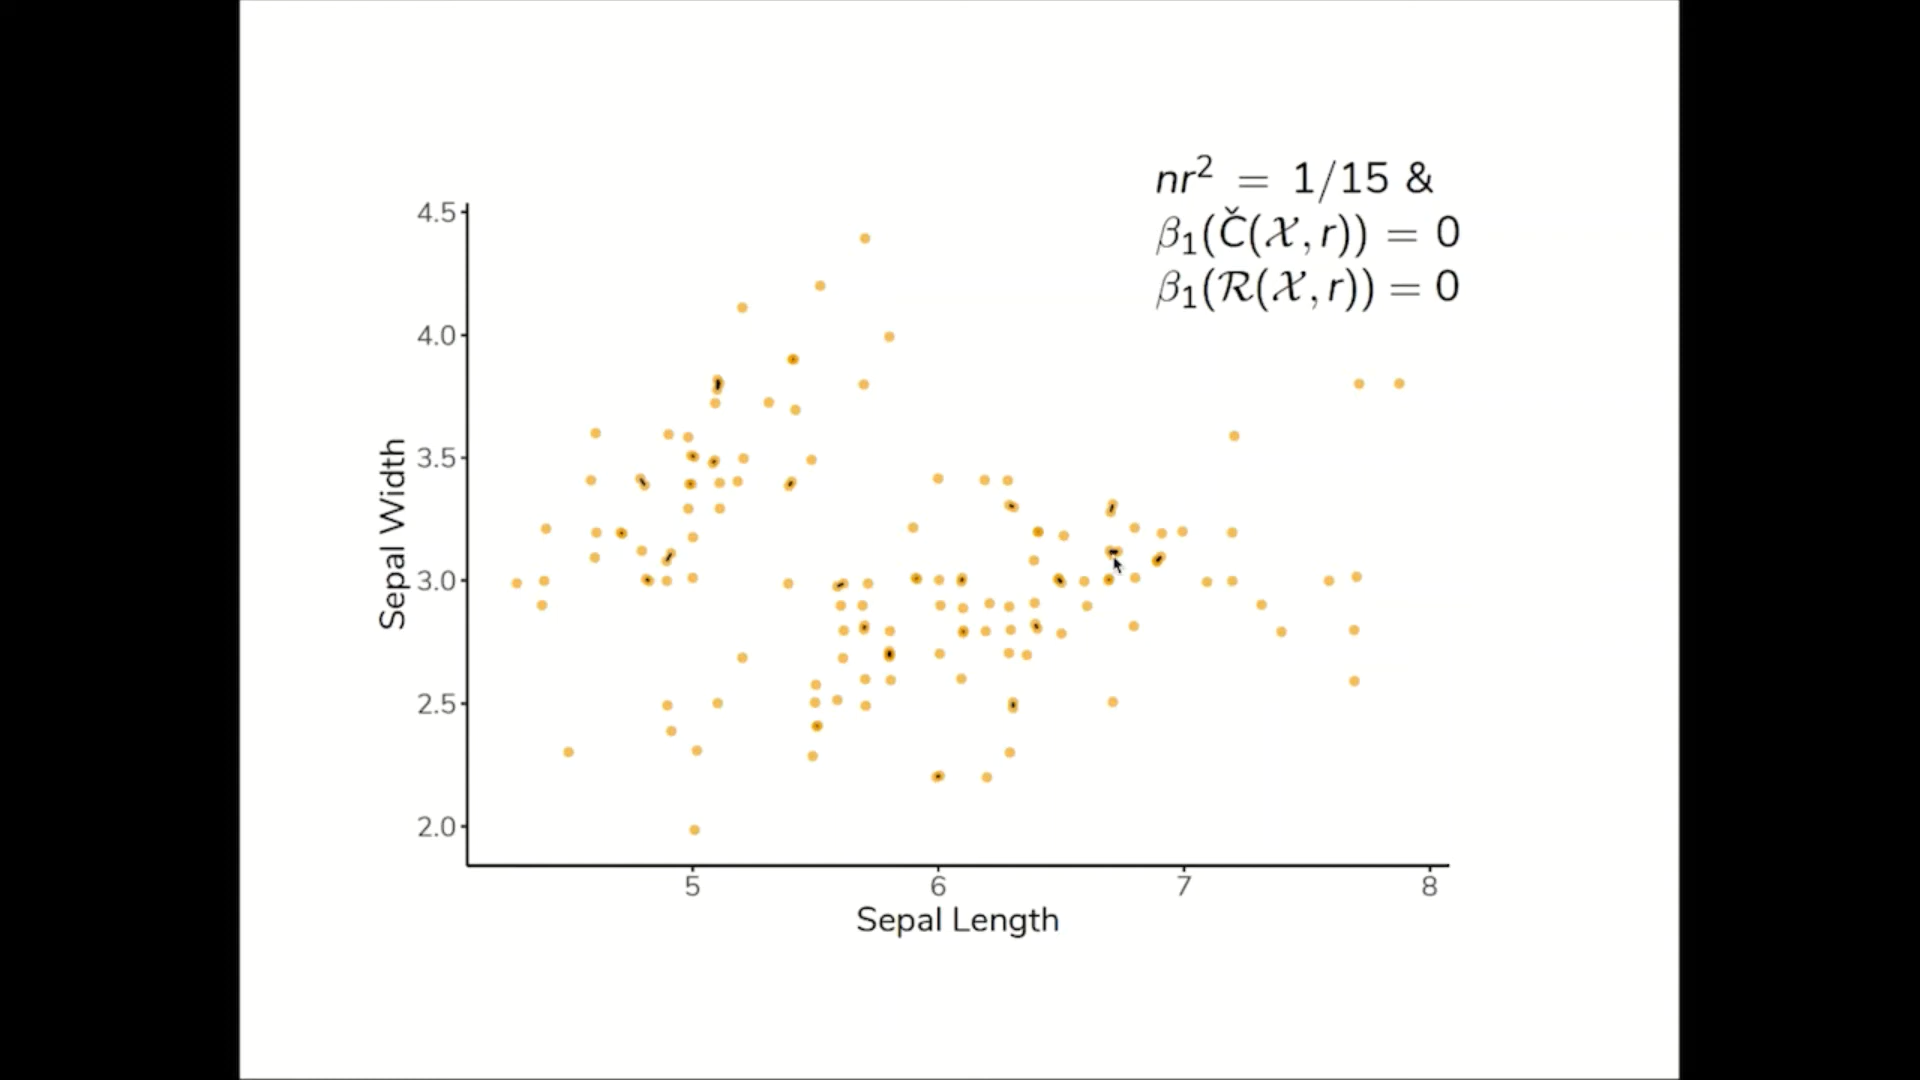 nr² = 1/15 &
β₁(Č(𝒳, r)) = 0
β₁(ℛ(𝒳, r)) = 0
4.5
4.0
3.5
3.0
2.5
2.0
Sepal Width
5 6 7 8
Sepal Length